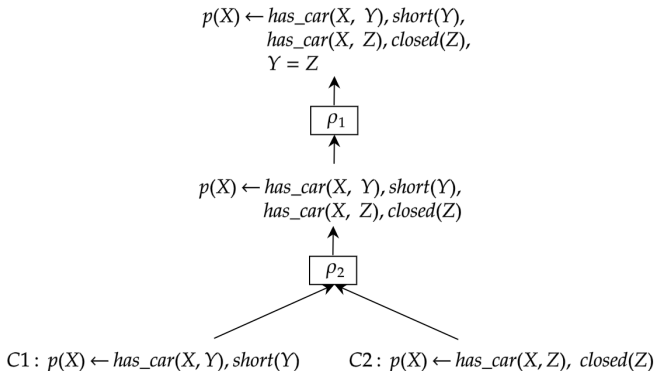 p(X) ← has_car(X, Y), short(Y),
has_car(X, Z), closed(Z),
Y = Z
ρ₁
p(X) ← has_car(X, Y), short(Y),
has_car(X, Z), closed(Z)
ρ₂
C1 : p(X) ← has_car(X, Y), short(Y)
C2 : p(X) ← has_car(X, Z), closed(Z)